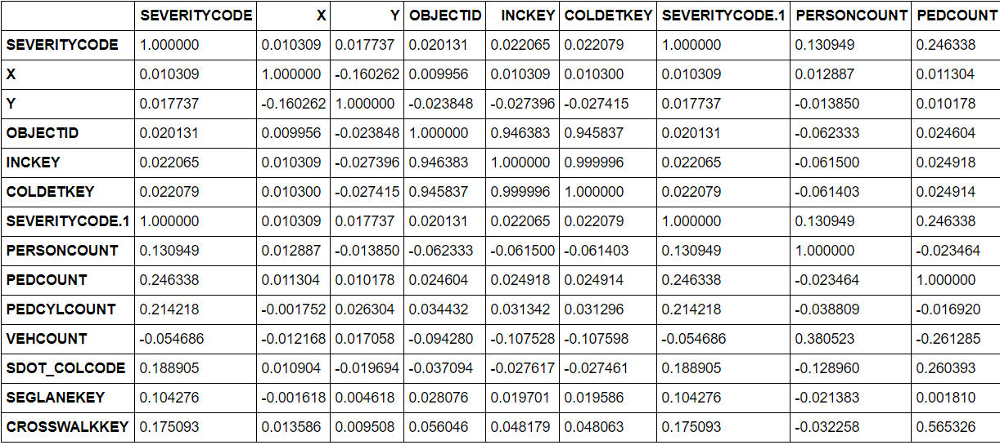 SEVERITYCODE X Y OBJECTID INCKEY COLDETKEY SEVERITYCODE.1 PERSONCOUNT PEDCOUNT
SEVERITYCODE 1.000000 0.010309 0.017737 0.020131 0.022065 0.022079 1.000000 0.130949 0.246338
X 0.010309 1.000000 -0.160262 0.009956 0.010309 0.010300 0.010309 0.012887 0.011304
Y 0.017737 -0.160262 1.000000 -0.023848 -0.027396 -0.027415 0.017737 -0.013850 0.010178
OBJECTID 0.020131 0.009956 -0.023848 1.000000 0.946383 0.945837 0.020131 -0.062333 0.024604
INCKEY 0.022065 0.010309 -0.027396 0.946383 1.000000 0.999996 0.022065 -0.061500 0.024918
COLDETKEY 0.022079 0.010300 -0.027415 0.945837 0.999996 1.000000 0.022079 -0.061403 0.024914
SEVERITYCODE.1 1.000000 0.010309 0.017737 0.020131 0.022065 0.022079 1.000000 0.130949 0.246338
PERSONCOUNT 0.130949 0.012887 -0.013850 -0.062333 -0.061500 -0.061403 0.130949 1.000000 -0.023464
PEDCOUNT 0.246338 0.011304 0.010178 0.024604 0.024918 0.024914 0.246338 -0.023464 1.000000
PEDCYLCOUNT 0.214218 -0.001752 0.026304 0.034432 0.031342 0.031296 0.214218 -0.038809 -0.016920
VEHCOUNT -0.054686 -0.012168 0.017058 -0.094280 -0.107528 -0.107598 -0.054686 0.380523 -0.261285
SDOT_COLCODE 0.188905 0.010904 -0.019694 -0.037094 -0.027617 -0.027461 0.188905 -0.128960 0.260393
SEGLANEKEY 0.104276 -0.001618 0.004618 0.028076 0.019701 0.019586 0.104276 -0.021383 0.001810
CROSSWALKKEY 0.175093 0.013586 0.009508 0.056046 0.048179 0.048063 0.175093 -0.032258 0.565326